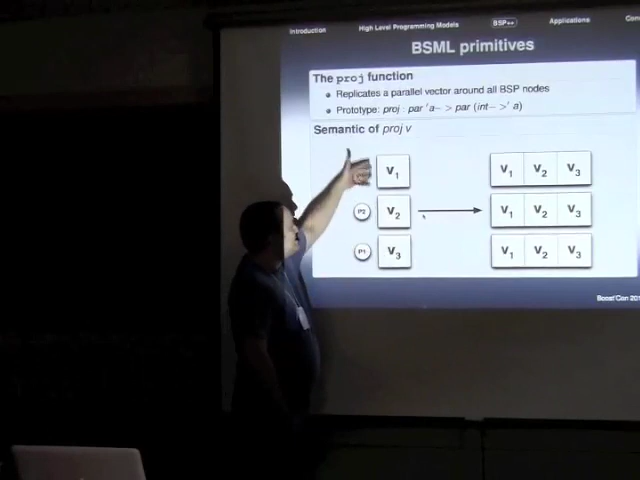 Introduction High Level Programming Models BSP++ Applications
BSML primitives
The proj function
Replicates a parallel vector around all BSP nodes
Prototype: proj : par 'a− > par (int− >' a)
Semantic of proj v
V1 V1 V2 V3
P2 V2 V1 V2 V3
P1 V3 V1 V2 V3